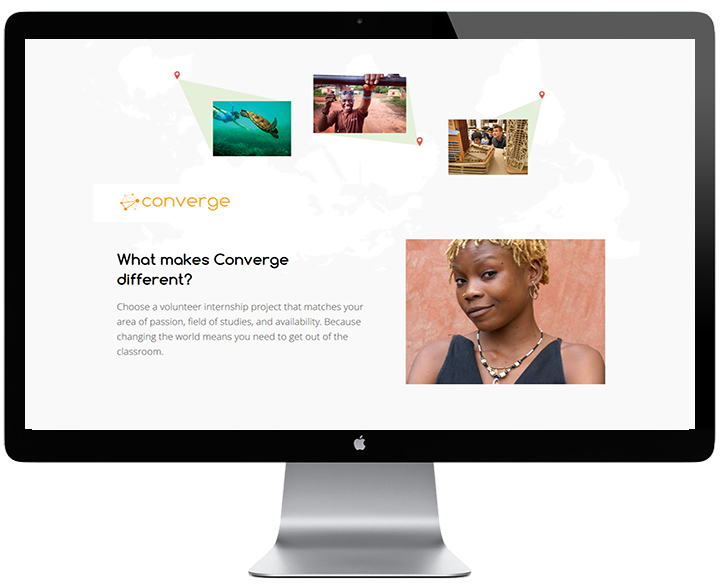 converge
What makes Converge
different?
Choose a volunteer internship project that matches your
area of passion, field of studies, and availability. Because
changing the world means you need to get out of the
classroom.